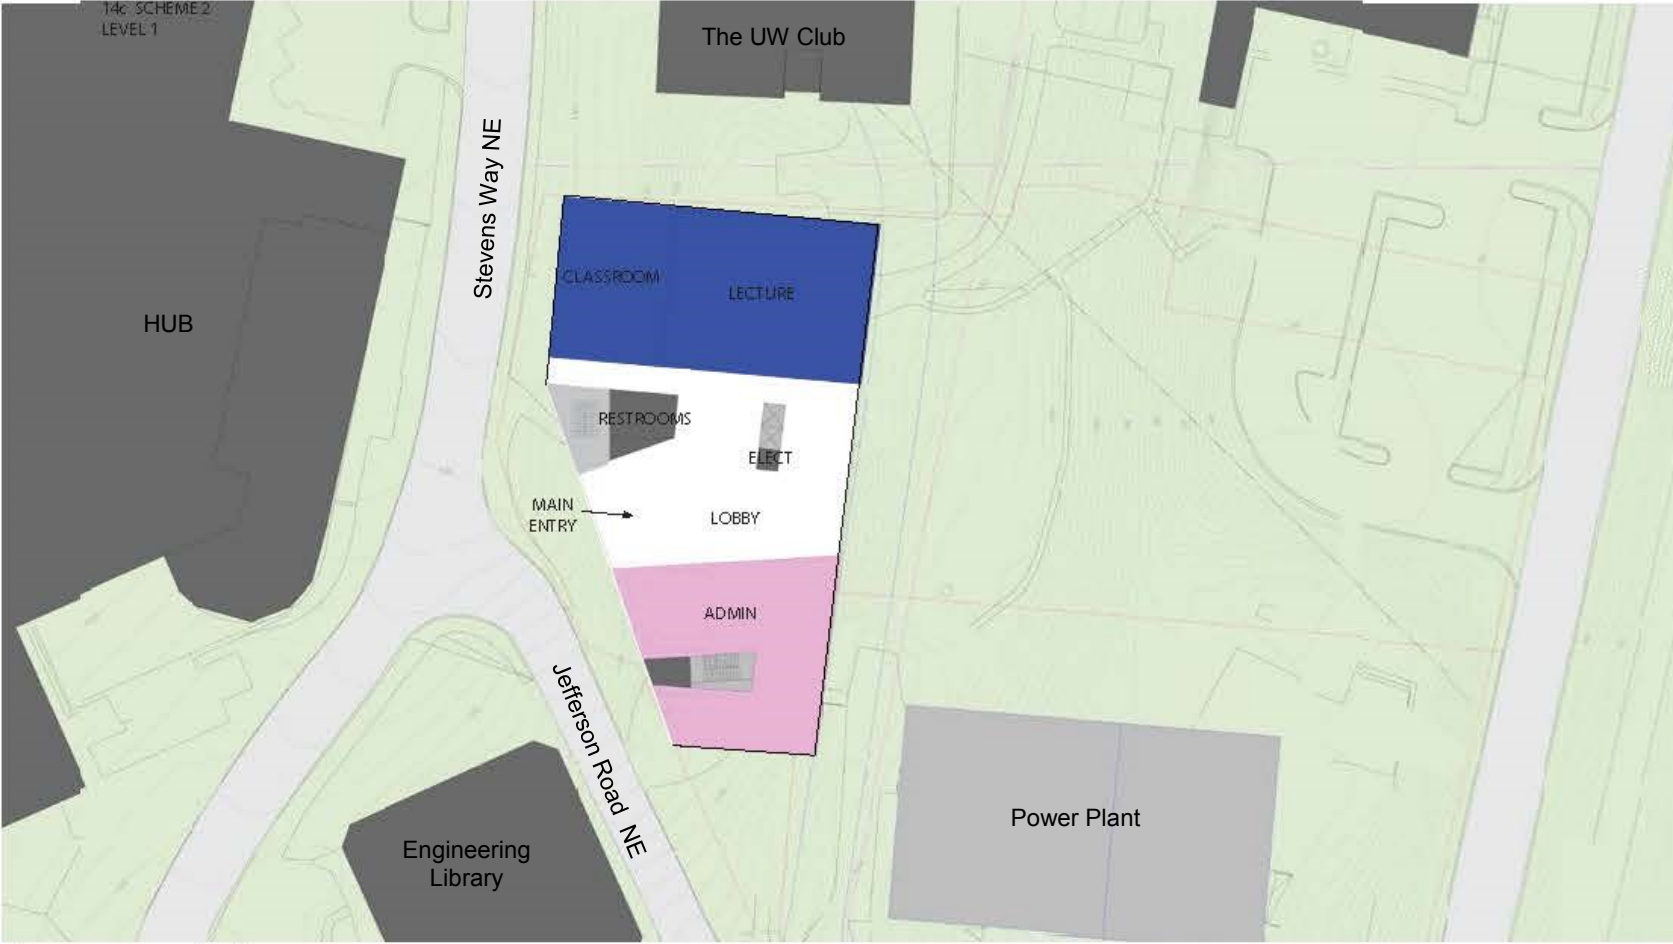 14c SCHEME 2
LEVEL 1
The UW Club
Stevens Way NE
HUB
CLASSROOM
LECTURE
RESTROOMS
ELECT
MAIN
ENTRY
LOBBY
ADMIN
Jefferson Road NE
Power Plant
Engineering
Library